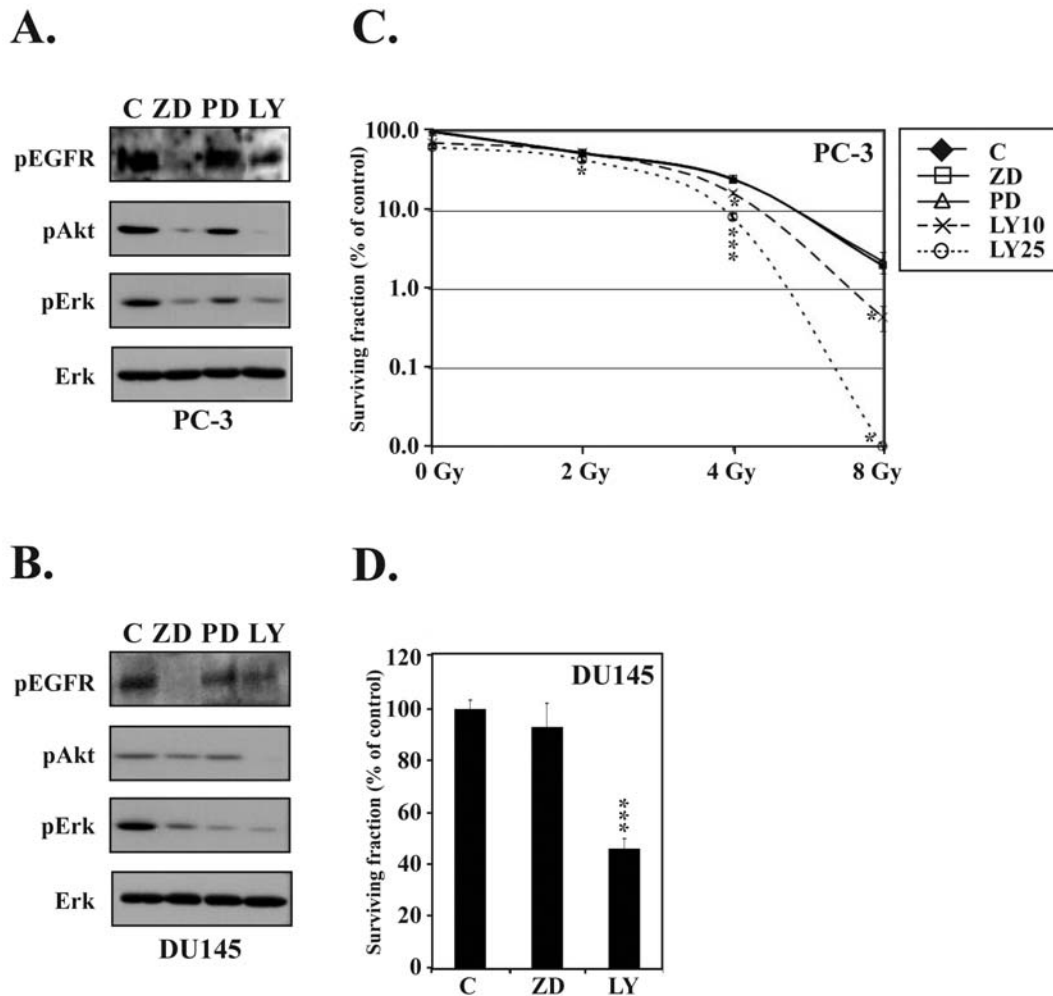 A.
C ZD PD LY
pEGFR
pAkt
pErk
Erk
PC-3
C.
Surviving fraction (% of control)
100.0
10.0
1.0
0.1
0.0
0 Gy
2 Gy
4 Gy
8 Gy
PC-3
*
*
***
*
*
C
ZD
PD
LY10
LY25
B.
C ZD PD LY
pEGFR
pAkt
pErk
Erk
DU145
D.
Surviving fraction (% of control)
120
100
80
60
40
20
0
DU145
***
C
ZD
LY